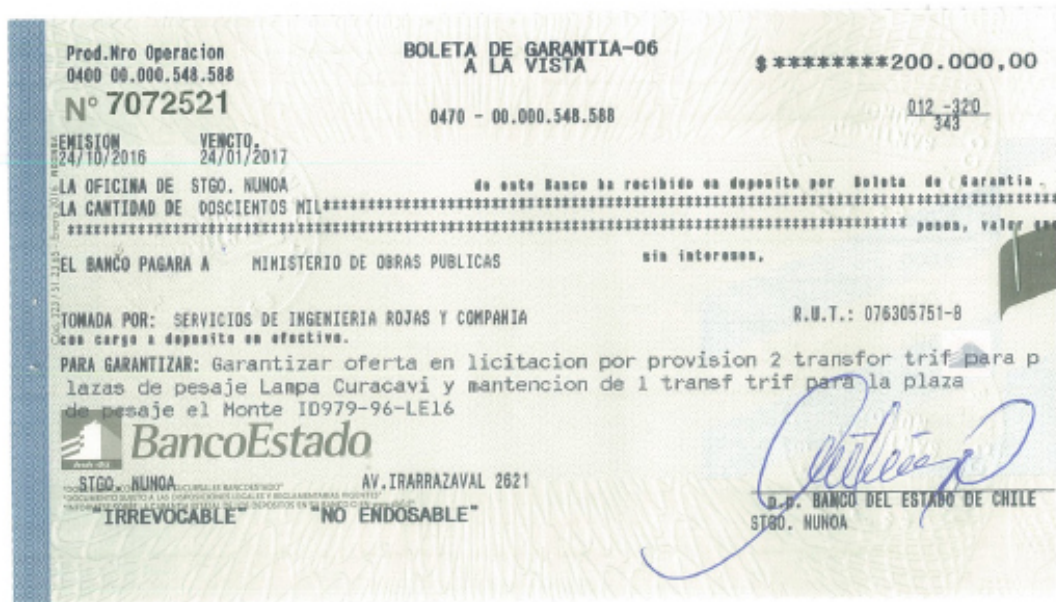 Prod.Nro Operacion
0400 00.000.548.588
BOLETA DE GARANTIA-06
A LA VISTA
$*********200.000,00
N° 7072521
0470 - 00.000.548.588
012 -320
343
EMISION VENCTO.
24/10/2016 24/01/2017
LA OFICINA DE STGO. NUNOA de este Banco ha recibido en deposito por Boleta de Garantia.
LA CANTIDAD DE DOSCIENTOS MIL
pesos, valor que
EL BANCO PAGARA A MINISTERIO DE OBRAS PUBLICAS sin intereses.
TOMADA POR: SERVICIOS DE INGENIERIA ROJAS Y COMPANIA R.U.T.: 076305751-8
con cargo a deposito en efectivo.
PARA GARANTIZAR: Garantizar oferta en licitacion por provision 2 transfor trif para p
lazas de pesaje Lampa Curacavi y mantencion de 1 transf trif para la plaza
de pesaje el Monte ID979-96-LE16
BancoEstado
STGO. NUNOA AV.IRARRAZAVAL 2621
"IRREVOCABLE" "NO ENDOSABLE"
p.p. BANCO DEL ESTADO DE CHILE
STGO. NUNOA